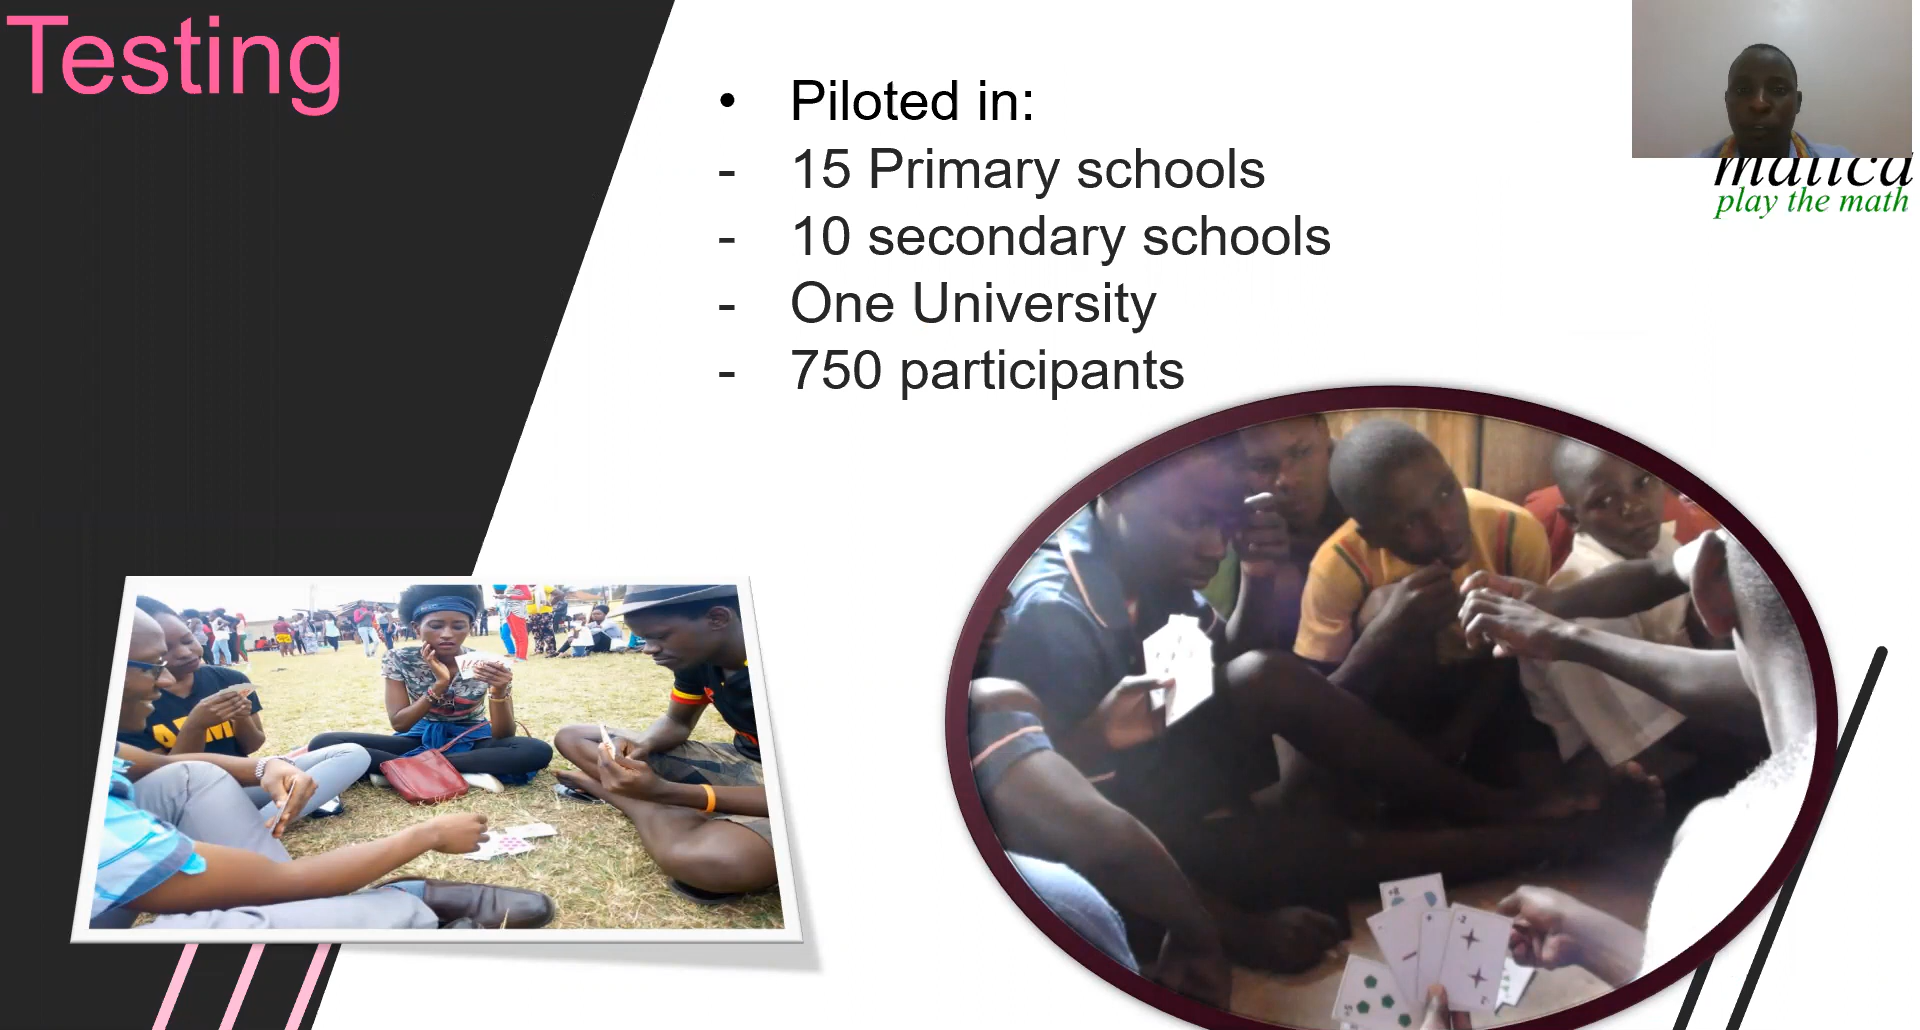 Testing
• Piloted in:
- 15 Primary schools
- 10 secondary schools
- One University
- 750 participants
matica
play the math